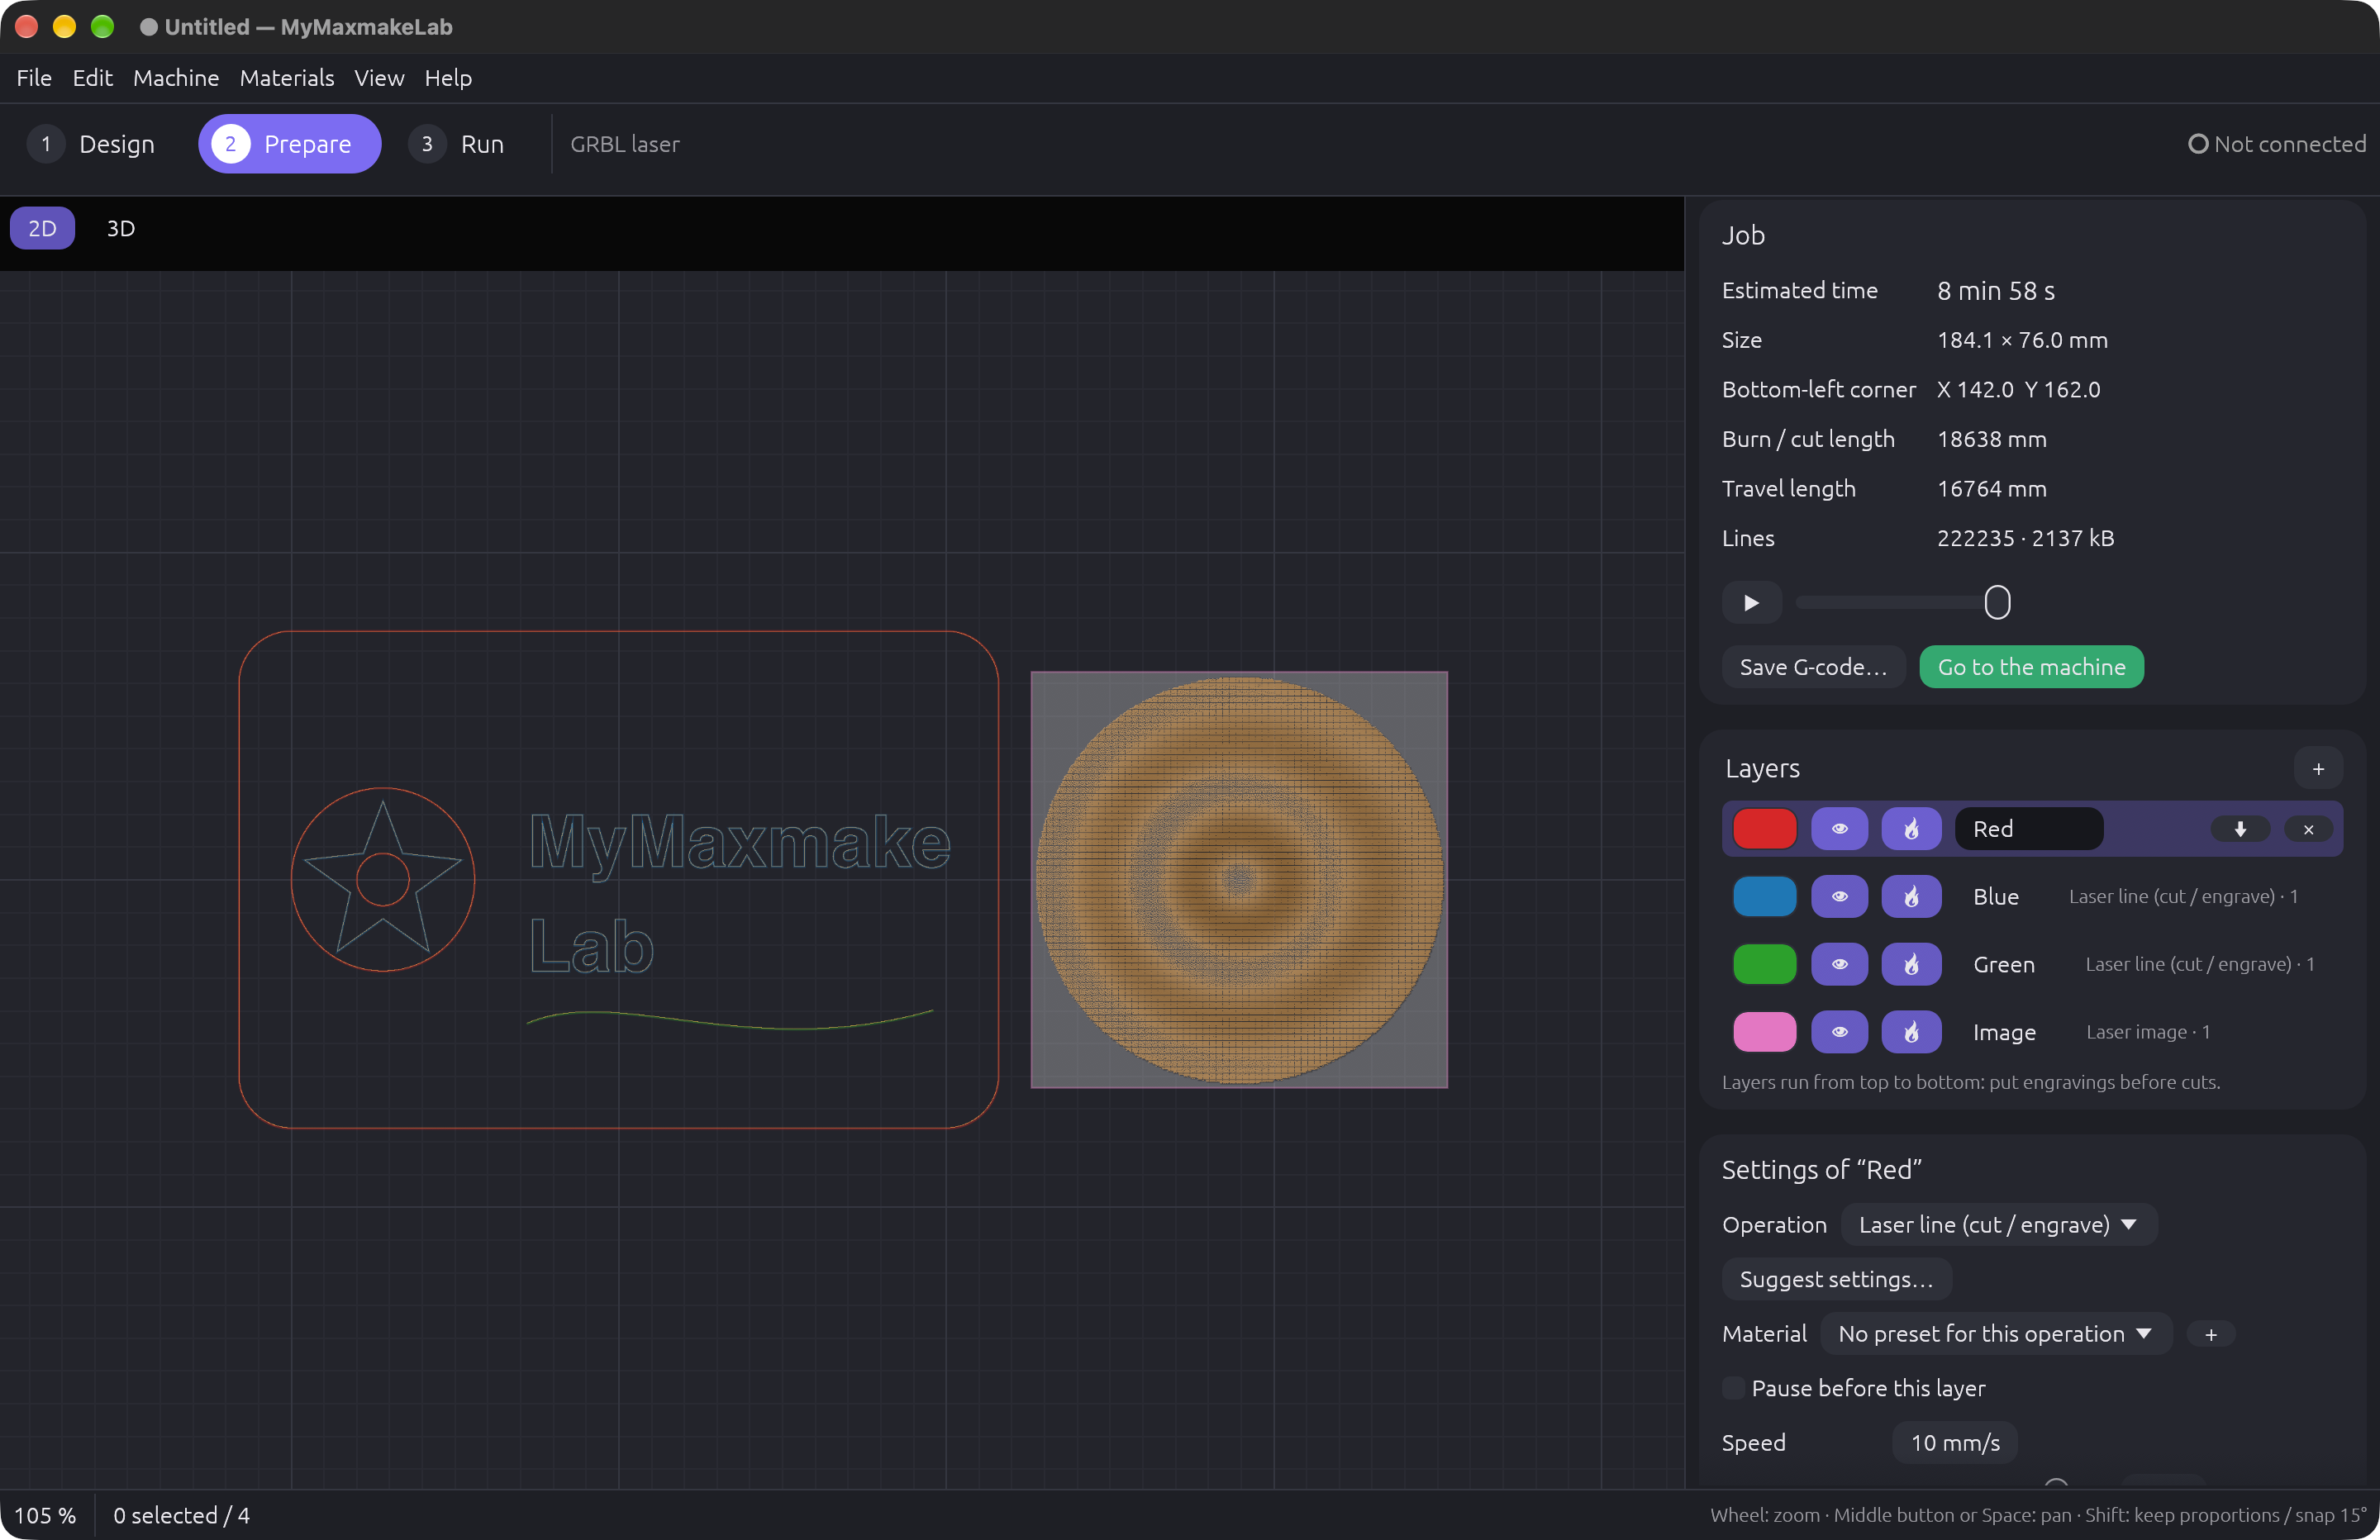 Untitled — MyMaxmakeLab
File Edit Machine Materials View Help
1 Design 2 Prepare 3 Run GRBL laser Not connected
2D 3D
Job
Estimated time 8 min 58 s
Size 184.1 × 76.0 mm
Bottom-left corner X 142.0 Y 162.0
Burn / cut length 18638 mm
Travel length 16764 mm
Lines 222235 · 2137 kB
Save G-code… Go to the machine
MyMaxmake
Lab
Layers +
Red ×
Blue Laser line (cut / engrave) · 1
Green Laser line (cut / engrave) · 1
Image Laser image · 1
Layers run from top to bottom: put engravings before cuts.
Settings of “Red”
Operation Laser line (cut / engrave)
Suggest settings…
Material No preset for this operation +
Pause before this layer
Speed 10 mm/s
105 % 0 selected / 4 Wheel: zoom · Middle button or Space: pan · Shift: keep proportions / snap 15°